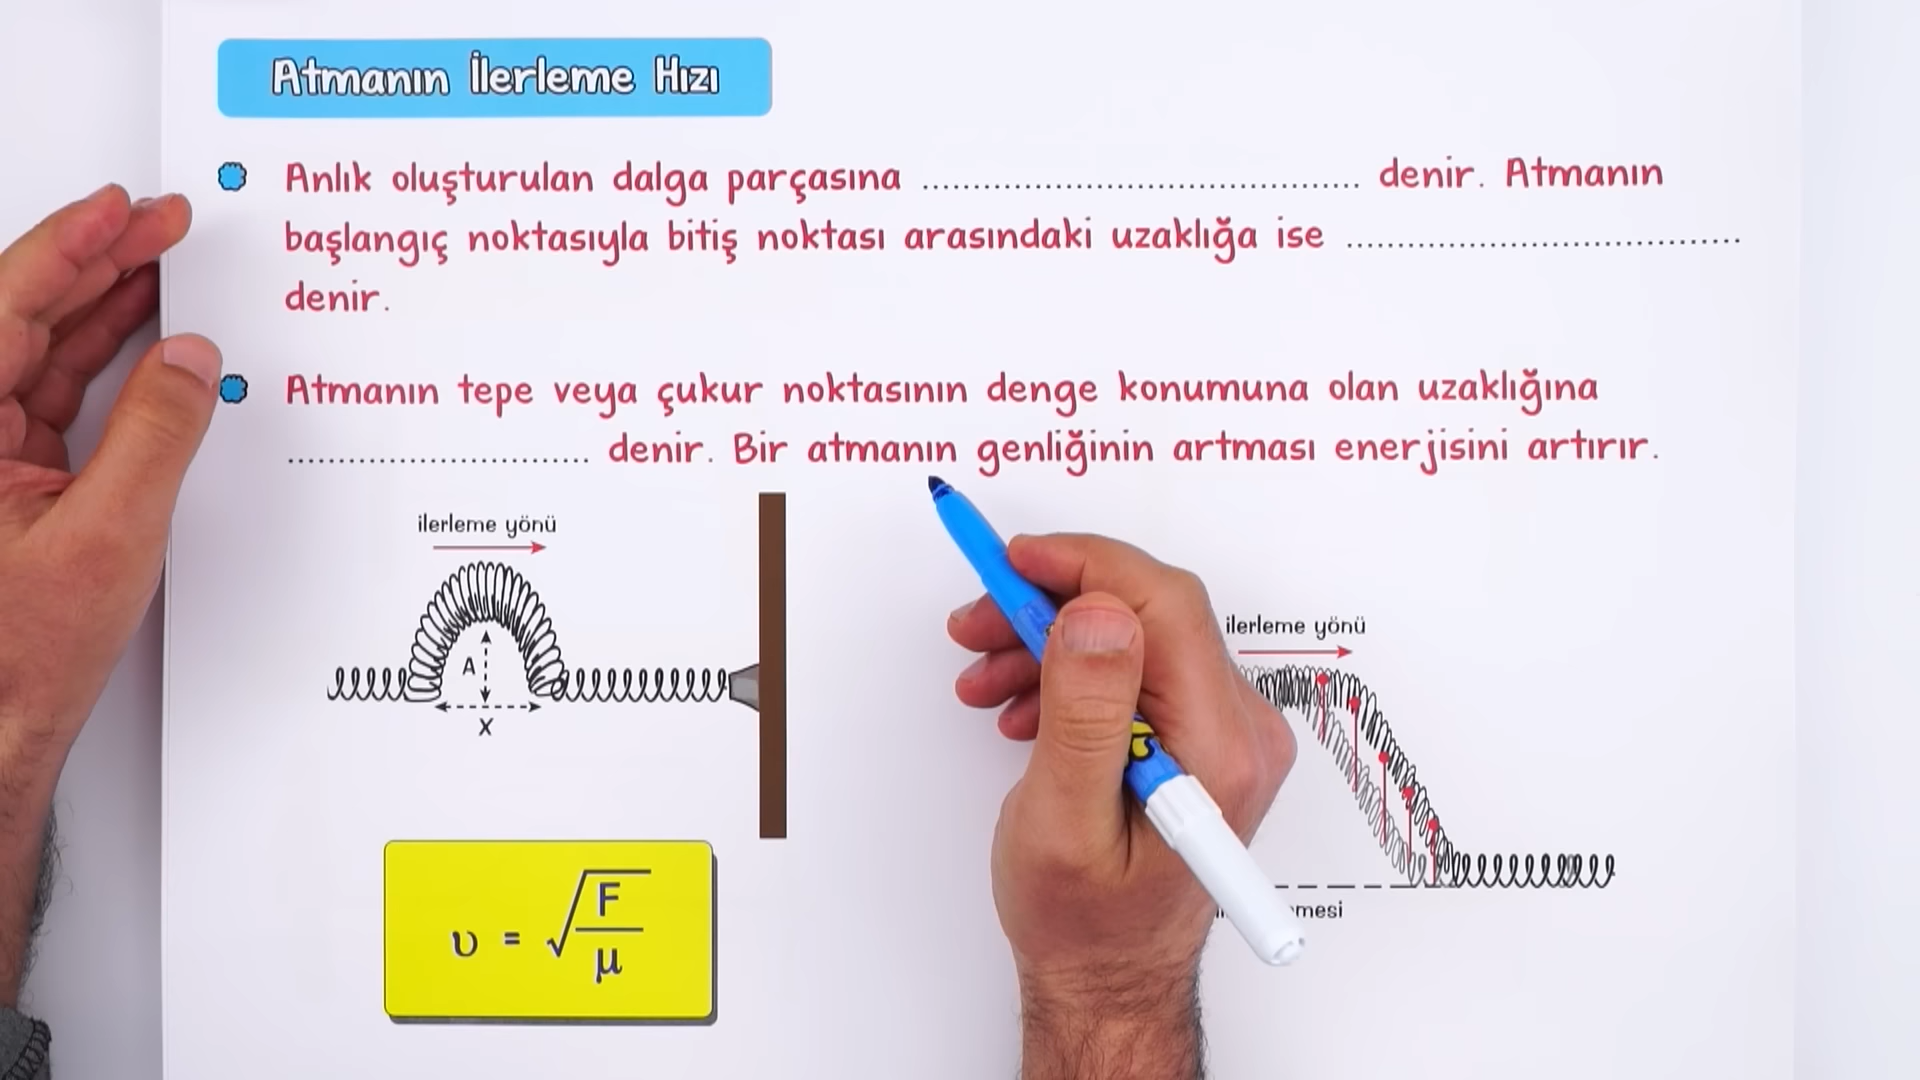 Atmanın İlerleme Hızı
Anlık oluşturulan dalga parçasına ........................................ denir. Atmanın
başlangıç noktasıyla bitiş noktası arasındaki uzaklığa ise ....................................
denir.
Atmanın tepe veya çukur noktasının denge konumuna olan uzaklığına
............................ denir. Bir atmanın genliğinin artması enerjisini artırır.
ilerleme yönü
A
X
ilerleme yönü
υ = √F/μ